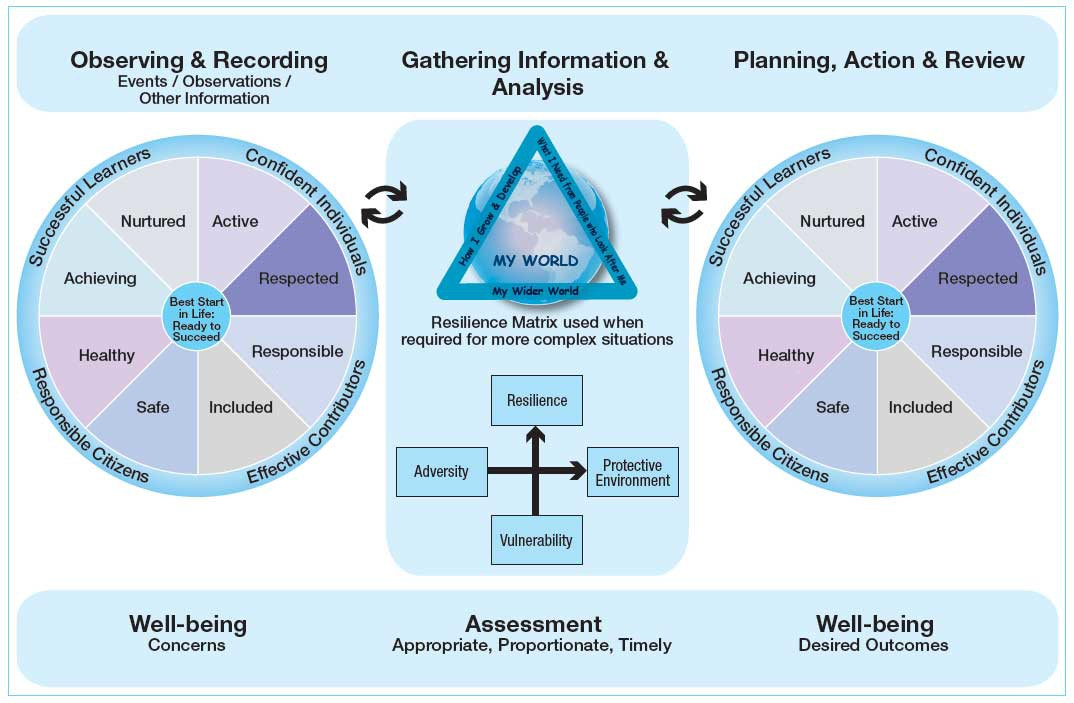 Observing & Recording
Events / Observations /
Other Information
Gathering Information &
Analysis
Planning, Action & Review
Successful Learners
Confident Individuals
Nurtured
Active
Achieving
Respected
Best Start
in Life:
Ready to
Succeed
Healthy
Responsible
Safe
Included
Responsible Citizens
Effective Contributors
How I Grow & Develop
What I Need from People who Look After Me
MY WORLD
My Wider World
Resilience Matrix used when
required for more complex situations
Resilience
Adversity
Protective
Environment
Vulnerability
Successful Learners
Confident Individuals
Nurtured
Active
Achieving
Respected
Best Start
in Life:
Ready to
Succeed
Healthy
Responsible
Safe
Included
Responsible Citizens
Effective Contributors
Well-being
Concerns
Assessment
Appropriate, Proportionate, Timely
Well-being
Desired Outcomes